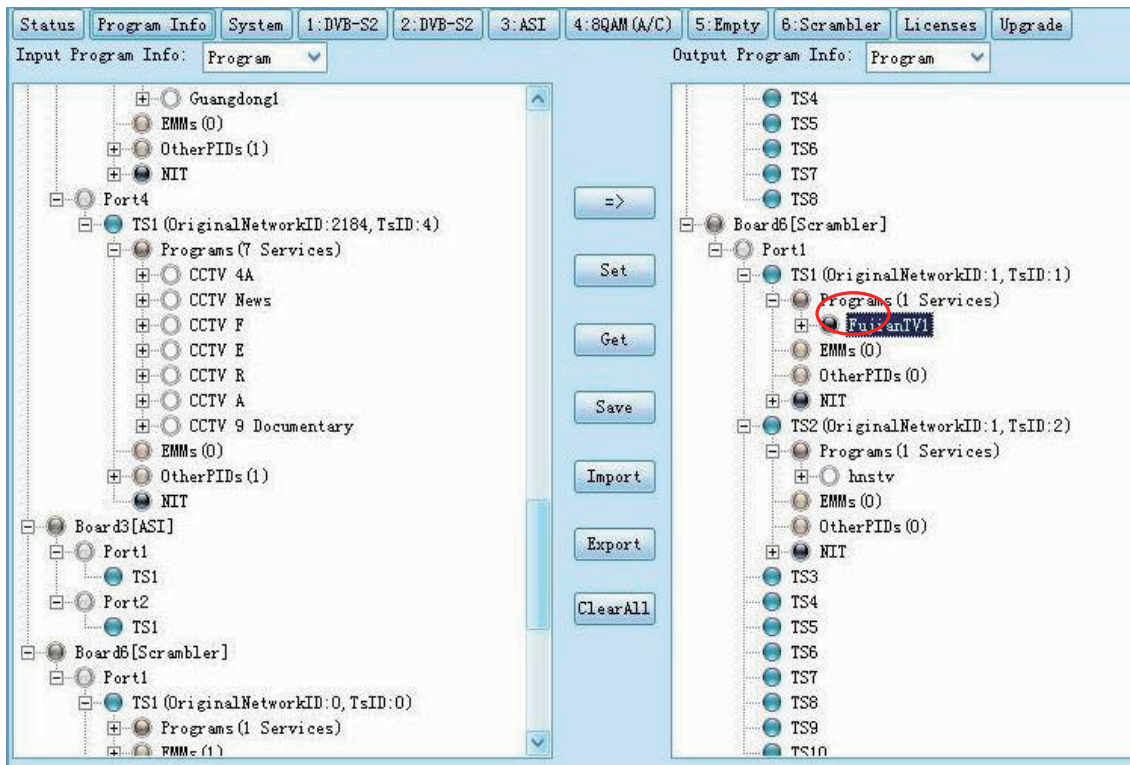 Status Program Info System 1:DVB-S2 2:DVB-S2 3:ASI 4:8QAM(A/C) 5:Empty 6:Scrambler Licenses Upgrade
Input Program Info: Program
Output Program Info: Program
Guangdong1
EMMs(0)
OtherPIDs(1)
NIT
Port4
TS1(OriginalNetworkID:2184,TsID:4)
Programs(7 Services)
CCTV 4A
CCTV News
CCTV F
CCTV E
CCTV R
CCTV A
CCTV 9 Documentary
EMMs(0)
OtherPIDs(1)
NIT
Board3[ASI]
Port1
TS1
Port2
TS1
Board6[Scrambler]
Port1
TS1(OriginalNetworkID:0,TsID:0)
Programs(1 Services)
EMMs(1)
=>
Set
Get
Save
Import
Export
ClearAll
TS4
TS5
TS6
TS7
TS8
Board6[Scrambler]
Port1
TS1(OriginalNetworkID:1,TsID:1)
Programs(1 Services)
FujianTV1
EMMs(0)
OtherPIDs(0)
NIT
TS2(OriginalNetworkID:1,TsID:2)
Programs(1 Services)
hnstv
EMMs(0)
OtherPIDs(0)
NIT
TS3
TS4
TS5
TS6
TS7
TS8
TS9
TS10